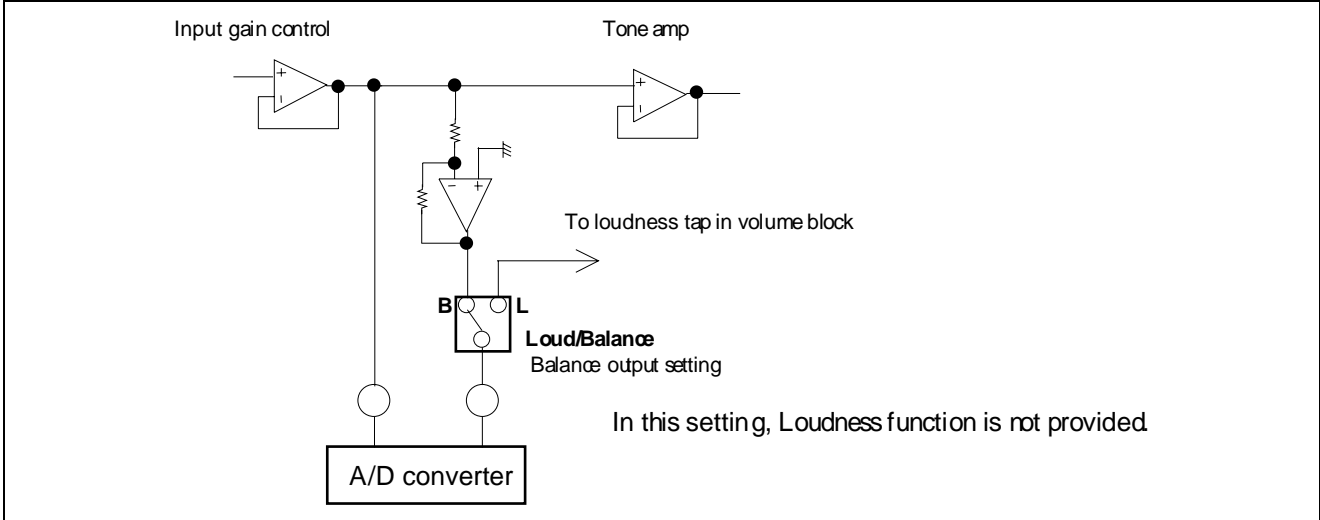 Input gain control
Tone amp
+
-
+
-
- +
To loudness tap in volume block
B L
Loud/Balance
Balance output setting
In this setting, Loudness function is not provided.
A/D converter